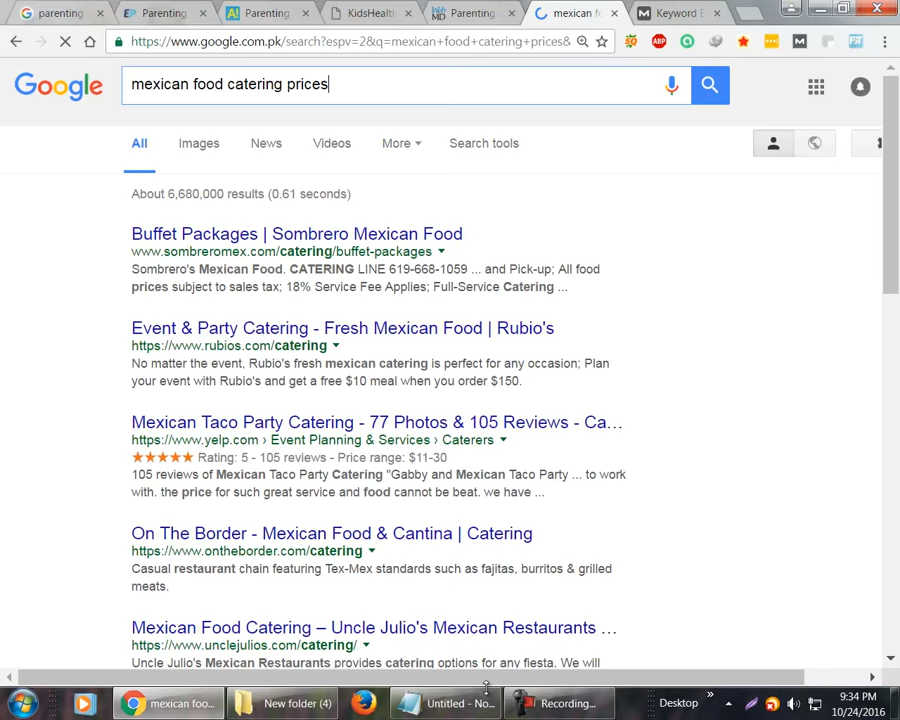 parenting
Parenting
Parenting
KidsHealth
Parenting
mexican fo
Keyword E
https://www.google.com.pk/search?espv=2&q=mexican+food+catering+prices&
Google
mexican food catering prices
All
Images
News
Videos
More
Search tools
About 6,680,000 results (0.61 seconds)
Buffet Packages | Sombrero Mexican Food
www.sombreromex.com/catering/buffet-packages
Sombrero's Mexican Food. CATERING LINE 619-668-1059 ... and Pick-up; All food
prices subject to sales tax; 18% Service Fee Applies; Full-Service Catering ...
Event & Party Catering - Fresh Mexican Food | Rubio's
https://www.rubios.com/catering
No matter the event, Rubio's fresh mexican catering is perfect for any occasion; Plan
your event with Rubio's and get a free $10 meal when you order $150.
Mexican Taco Party Catering - 77 Photos & 105 Reviews - Ca...
https://www.yelp.com › Event Planning & Services › Caterers
Rating: 5 - 105 reviews - Price range: $11-30
105 reviews of Mexican Taco Party Catering "Gabby and Mexican Taco Party ... to work
with. the price for such great service and food cannot be beat. we have ...
On The Border - Mexican Food & Cantina | Catering
https://www.ontheborder.com/catering
Casual restaurant chain featuring Tex-Mex standards such as fajitas, burritos & grilled
meats.
Mexican Food Catering – Uncle Julio's Mexican Restaurants ...
https://www.unclejulios.com/catering/
Uncle Julio's Mexican Restaurants provides catering options for any fiesta. We will
mexican foo...
New folder (4)
Untitled - No...
Recording...
Desktop
9:34 PM
10/24/2016